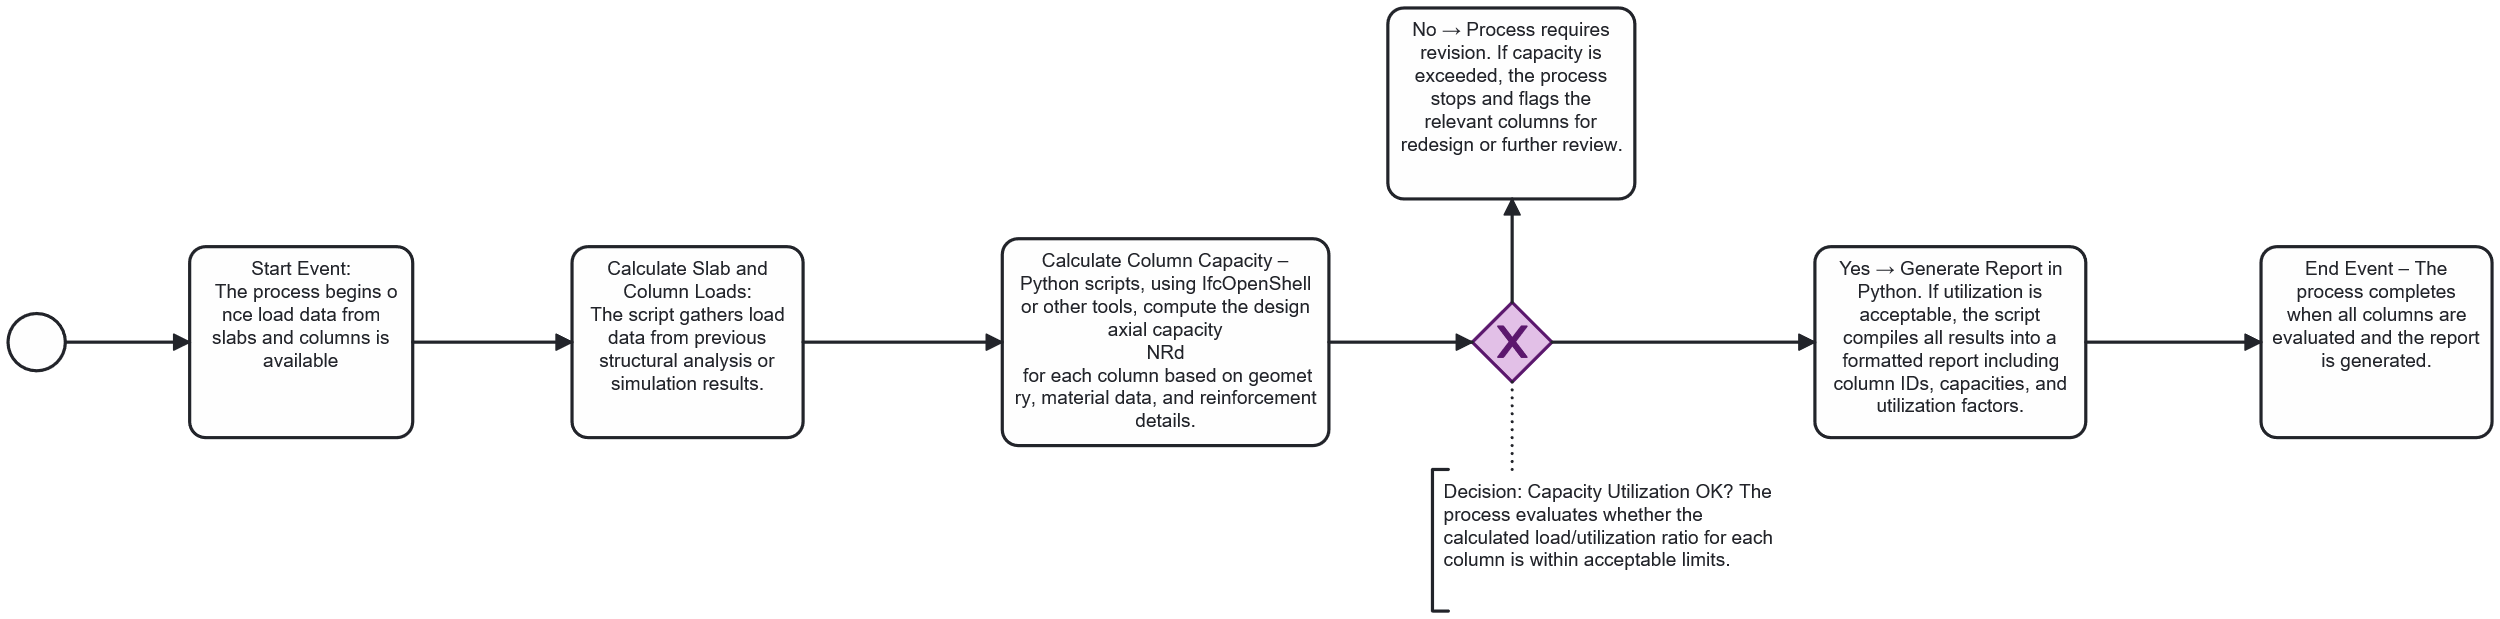 Start Event:
The process begins o
nce load data from
slabs and columns is
available
Calculate Slab and
Column Loads:
The script gathers load
data from previous
structural analysis or
simulation results.
Calculate Column Capacity –
Python scripts, using IfcOpenShell
or other tools, compute the design
axial capacity
NRd
for each column based on geomet
ry, material data, and reinforcement
details.
No → Process requires
revision. If capacity is
exceeded, the process
stops and flags the
relevant columns for
redesign or further review.
X
Decision: Capacity Utilization OK? The
process evaluates whether the
calculated load/utilization ratio for each
column is within acceptable limits.
Yes → Generate Report in
Python. If utilization is
acceptable, the script
compiles all results into a
formatted report including
column IDs, capacities, and
utilization factors.
End Event – The
process completes
when all columns are
evaluated and the report
is generated.